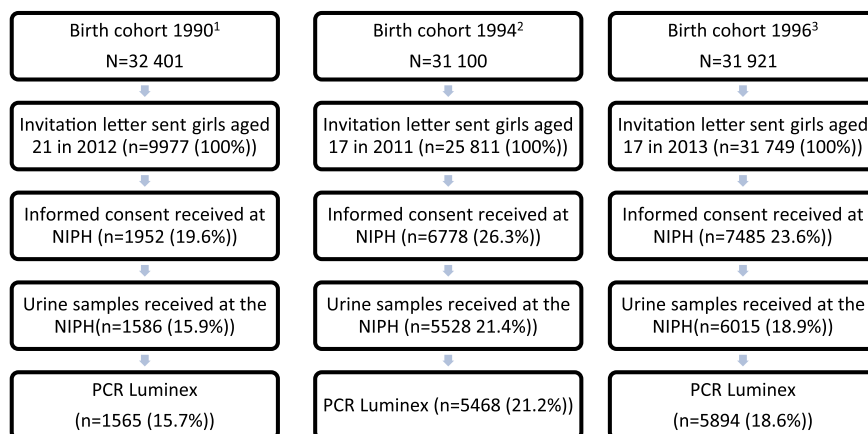 Birth cohort 1990¹
N=32 401
Invitation letter sent girls aged
21 in 2012 (n=9977 (100%))
Informed consent received at
NIPH (n=1952 (19.6%))
Urine samples received at the
NIPH(n=1586 (15.9%))
PCR Luminex
(n=1565 (15.7%))
Birth cohort 1994²
N=31 100
Invitation letter sent girls aged
17 in 2011 (n=25 811 (100%))
Informed consent received at
NIPH (n=6778 (26.3%))
Urine samples received at the
NIPH (n=5528 21.4%))
PCR Luminex (n=5468 (21.2%))
Birth cohort 1996³
N=31 921
Invitation letter sent girls aged
17 in 2013 (n=31 749 (100%))
Informed consent received at
NIPH (n=7485 23.6%))
Urine samples received at the
NIPH(n=6015 (18.9%))
PCR Luminex
(n=5894 (18.6%))